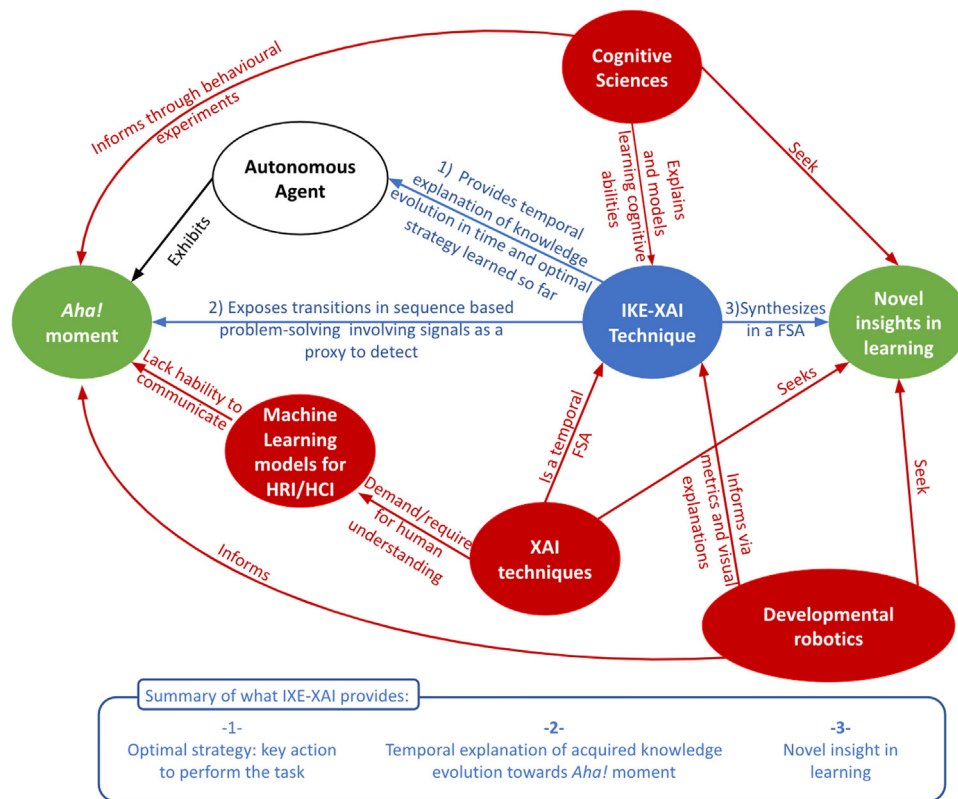 Cognitive
Sciences
Informs through behavioural
experiments
Autonomous
Agent
Exhibits
1) Provides temporal
explanation of knowledge
evolution in time and optimal
strategy learned so far
Explains
and models
learning cognitive
abilities
Seek
Aha!
moment
2) Exposes transitions in sequence based
problem-solving involving signals as a
proxy to detect
IKE-XAI
Technique
3)Synthesizes
in a FSA
Novel
insights in
learning
Lack hability to
communicate
Machine
Learning
models for
HRI/HCI
Demand/require
for human
understanding
Is a temporal
FSA
Seeks
XAI
techniques
Informs via
metrics and visual
explanations
Seek
Informs
Developmental
robotics
Summary of what IXE-XAI provides:
-1-
Optimal strategy: key action
to perform the task
-2-
Temporal explanation of acquired knowledge
evolution towards Aha! moment
-3-
Novel insight in
learning